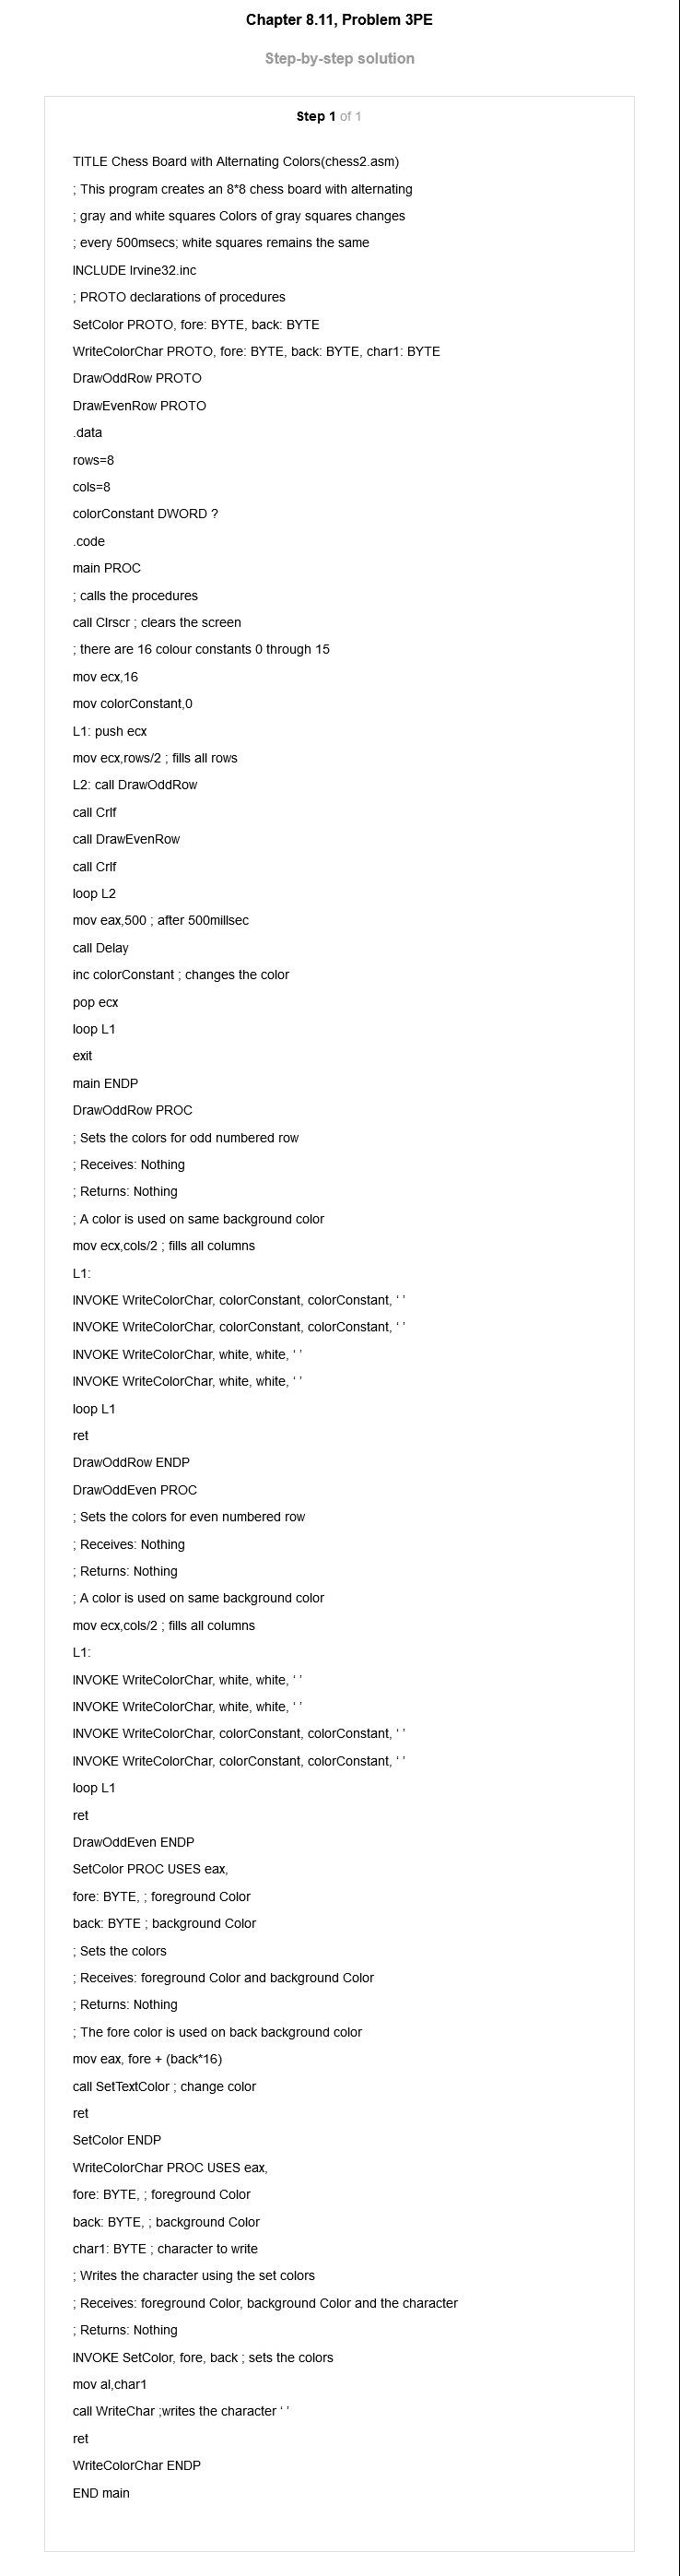 Chapter 8.11, Problem 3PE
Step-by-step solution
Step 1 of 1
TITLE Chess Board with Alternating Colors(chess2.asm)
; This program creates an 8*8 chess board with alternating
; gray and white squares Colors of gray squares changes
; every 500msecs; white squares remains the same
INCLUDE Irvine32.inc
; PROTO declarations of procedures
SetColor PROTO, fore: BYTE, back: BYTE
WriteColorChar PROTO, fore: BYTE, back: BYTE, char1: BYTE
DrawOddRow PROTO
DrawEvenRow PROTO
.data
rows=8
cols=8
colorConstant DWORD ?
.code
main PROC
; calls the procedures
call Clrscr ; clears the screen
; there are 16 colour constants 0 through 15
mov ecx,16
mov colorConstant,0
L1: push ecx
mov ecx,rows/2 ; fills all rows
L2: call DrawOddRow
call Crlf
call DrawEvenRow
call Crlf
loop L2
mov eax,500 ; after 500millsec
call Delay
inc colorConstant ; changes the color
pop ecx
loop L1
exit
main ENDP
DrawOddRow PROC
; Sets the colors for odd numbered row
; Receives: Nothing
; Returns: Nothing
; A color is used on same background color
mov ecx,cols/2 ; fills all columns
L1:
INVOKE WriteColorChar, colorConstant, colorConstant, ‘ ’
INVOKE WriteColorChar, colorConstant, colorConstant, ‘ ’
INVOKE WriteColorChar, white, white, ‘ ’
INVOKE WriteColorChar, white, white, ‘ ’
loop L1
ret
DrawOddRow ENDP
DrawOddEven PROC
; Sets the colors for even numbered row
; Receives: Nothing
; Returns: Nothing
; A color is used on same background color
mov ecx,cols/2 ; fills all columns
L1:
INVOKE WriteColorChar, white, white, ‘ ’
INVOKE WriteColorChar, white, white, ‘ ’
INVOKE WriteColorChar, colorConstant, colorConstant, ‘ ’
INVOKE WriteColorChar, colorConstant, colorConstant, ‘ ’
loop L1
ret
DrawOddEven ENDP
SetColor PROC USES eax,
fore: BYTE, ; foreground Color
back: BYTE ; background Color
; Sets the colors
; Receives: foreground Color and background Color
; Returns: Nothing
; The fore color is used on back background color
mov eax, fore + (back*16)
call SetTextColor ; change color
ret
SetColor ENDP
WriteColorChar PROC USES eax,
fore: BYTE, ; foreground Color
back: BYTE, ; background Color
char1: BYTE ; character to write
; Writes the character using the set colors
; Receives: foreground Color, background Color and the character
; Returns: Nothing
INVOKE SetColor, fore, back ; sets the colors
mov al,char1
call WriteChar ;writes the character ‘ ’
ret
WriteColorChar ENDP
END main